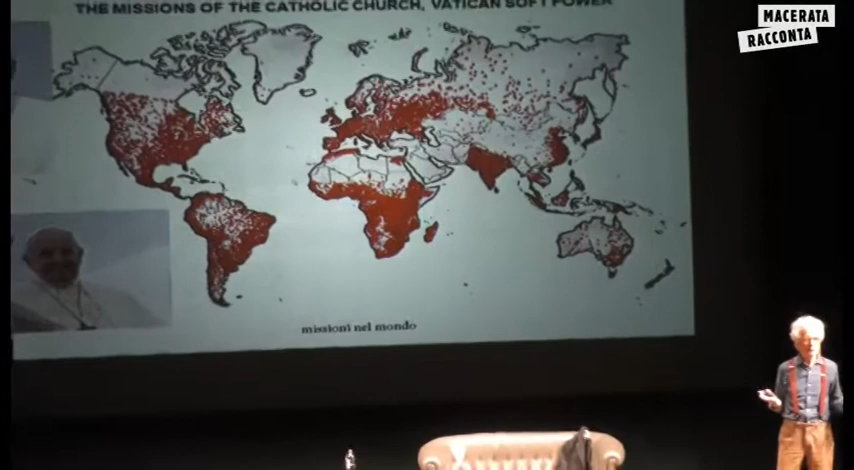 THE MISSIONS OF THE CATHOLIC CHURCH, VATICAN SOFT POWER
MACERATA
RACCONTA
missioni nel mondo